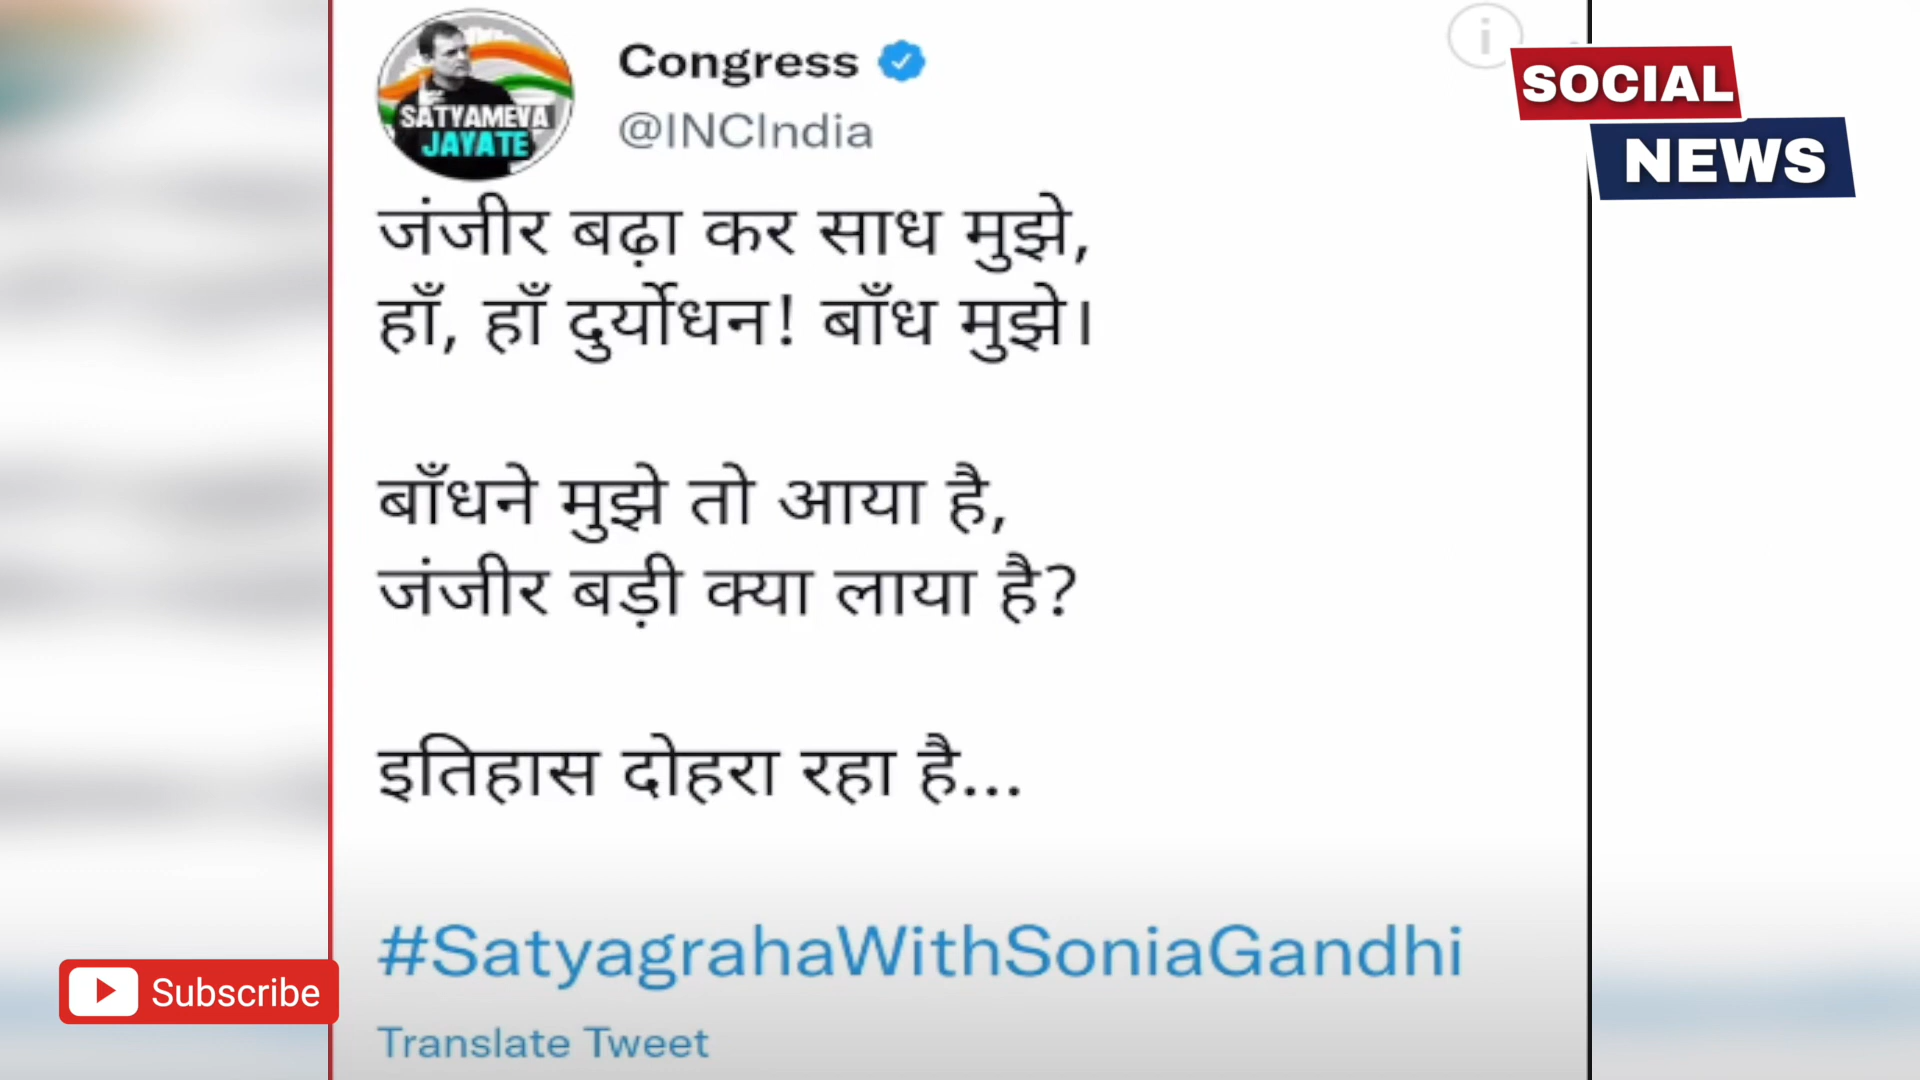 SATYAMEVA
JAYATE
Congress
@INCIndia
SOCIAL
NEWS
जंजीर बढ़ा कर साध मुझे,
हाँ, हाँ दुर्योधन! बाँध मुझे।
बाँधने मुझे तो आया है,
जंजीर बड़ी क्या लाया है?
इतिहास दोहरा रहा है...
#SatyagrahaWithSoniaGandhi
Subscribe
Translate Tweet